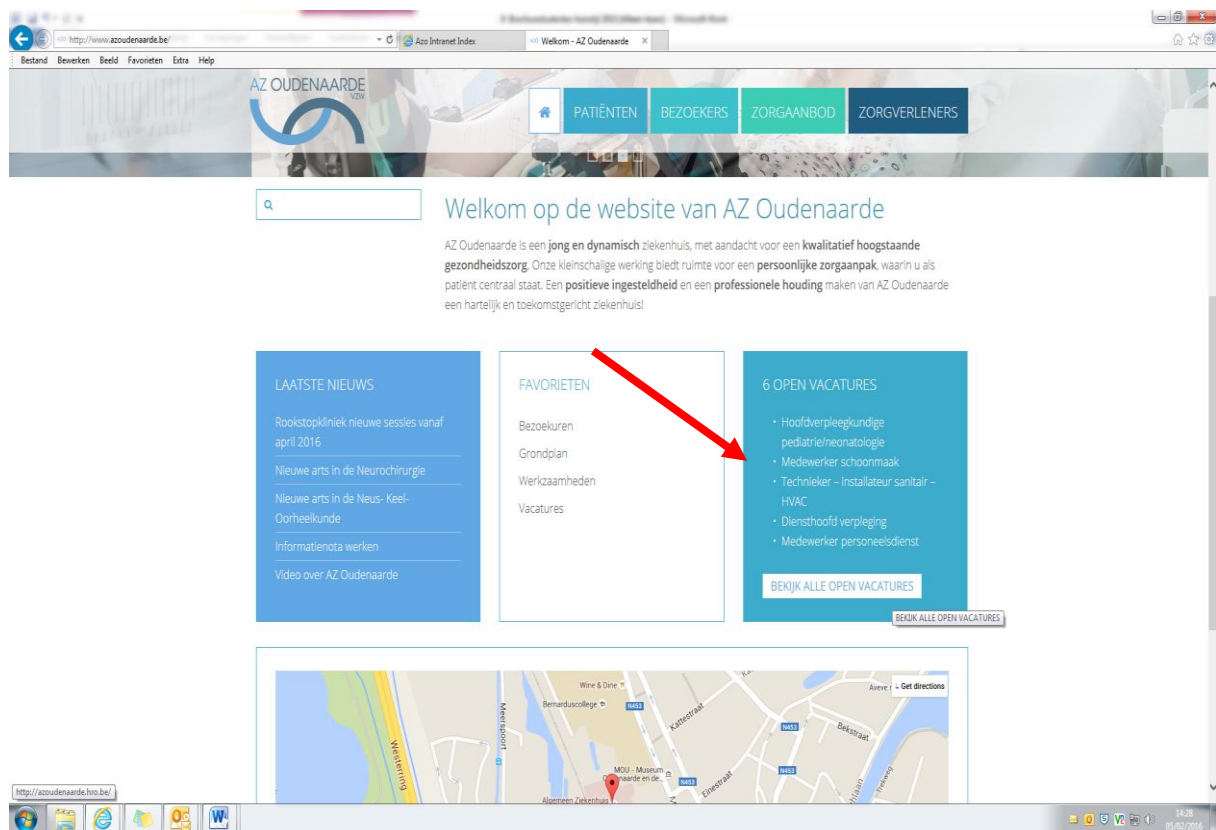 http://www.azoudenaarde.be/
Azo Intranet Index
Welkom - AZ Oudenaarde
Bestand Bewerken Beeld Favorieten Extra Help
AZ OUDENAARDE
VZW
PATIËNTEN
BEZOEKERS
ZORGAANBOD
ZORGVERLENERS
Welkom op de website van AZ Oudenaarde
AZ Oudenaarde is een jong en dynamisch ziekenhuis, met aandacht voor een kwalitatief hoogstaande
gezondheidszorg. Onze kleinschalige werking biedt ruimte voor een persoonlijke zorgaanpak, waarin u als
patiënt centraal staat. Een positieve ingesteldheid en een professionele houding maken van AZ Oudenaarde
een hartelijk en toekomstgericht ziekenhuis!
LAATSTE NIEUWS
Rookstopkliniek nieuwe sessies vanaf
april 2016
Nieuwe arts in de Neurochirurgie
Nieuwe arts in de Neus- Keel-
Oorheelkunde
Informatienota werken
Video over AZ Oudenaarde
FAVORIETEN
Bezoekuren
Grondplan
Werkzaamheden
Vacatures
6 OPEN VACATURES
• Hoofdverpleegkundige
pediatrie/neonatologie
• Medewerker schoonmaak
• Technieker – installateur sanitair –
HVAC
• Diensthoofd verpleging
• Medewerker personeelsdienst
BEKIJK ALLE OPEN VACATURES
BEKIJK ALLE OPEN VACATURES
Wine & Dine
Bernarduscollege
N453
Kattestraat
Aveve
Get directions
Meerspoort
N453
Bekstraat
Westerring
MOU - Museum
naarde en de...
N453
N453
Einestraat
Algemeen Ziekenhuis
http://azoudenaarde.hro.be/
14:28
05/02/2016